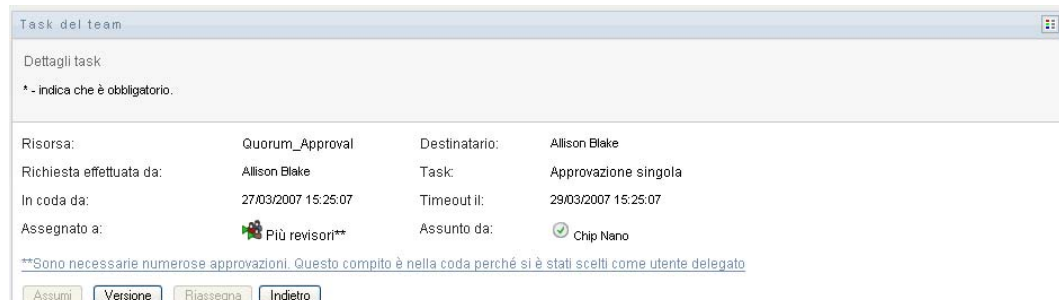 Task del team
Dettagli task
* - indica che è obbligatorio.
Risorsa: Quorum_Approval Destinatario: Allison Blake
Richiesta effettuata da: Allison Blake Task: Approvazione singola
In coda da: 27/03/2007 15:25:07 Timeout il: 29/03/2007 15:25:07
Assegnato a: Più revisori** Assunto da: Chip Nano
**Sono necessarie numerose approvazioni. Questo compito è nella coda perché si è stati scelti come utente delegato
Assumi Versione Riassegna Indietro